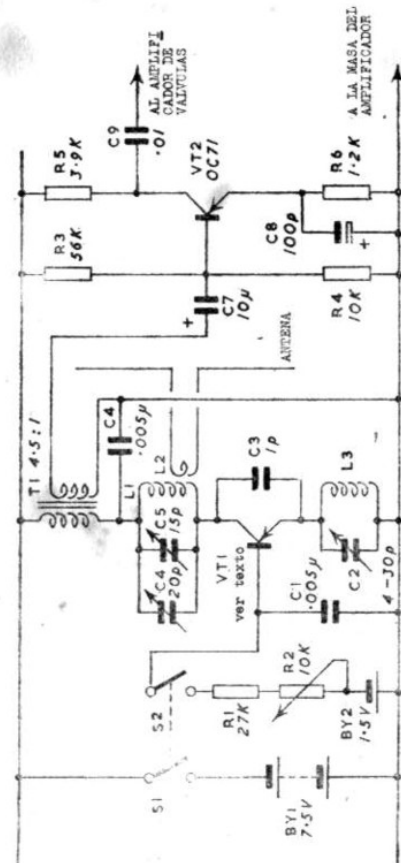 S1
BY1
7.5V
S2
R1
27K
R2
10K
BY2
1.5V
C4
20p
C5
15p
L1
L2
VT1
ver texto
C1
.005μ
C2
4-30p
C3
1p
L3
T1 4.5:1
C4
.005μ
ANTENA
+
C7
10μ
R3
56K
R4
10K
R5
3.9K
C9
.01
VT2
OC71
C8
100p
+
R6
1.2K
AL AMPLIFI
CADOR DE
VALVULAS
A LA MASA DEL
AMPLIFICADOR